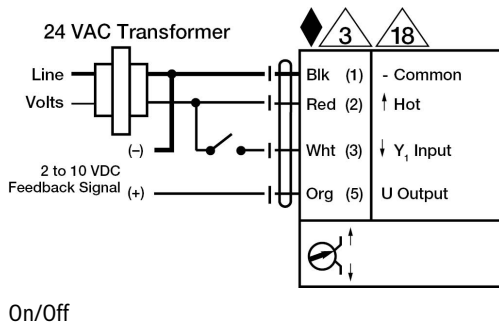 24 VAC Transformer
3 18
Line
Volts
Blk (1) - Common
Red (2) ↑ Hot
(–)
Wht (3) ↓ Y₁ Input
2 to 10 VDC
Feedback Signal (+)
Org (5) U Output
On/Off